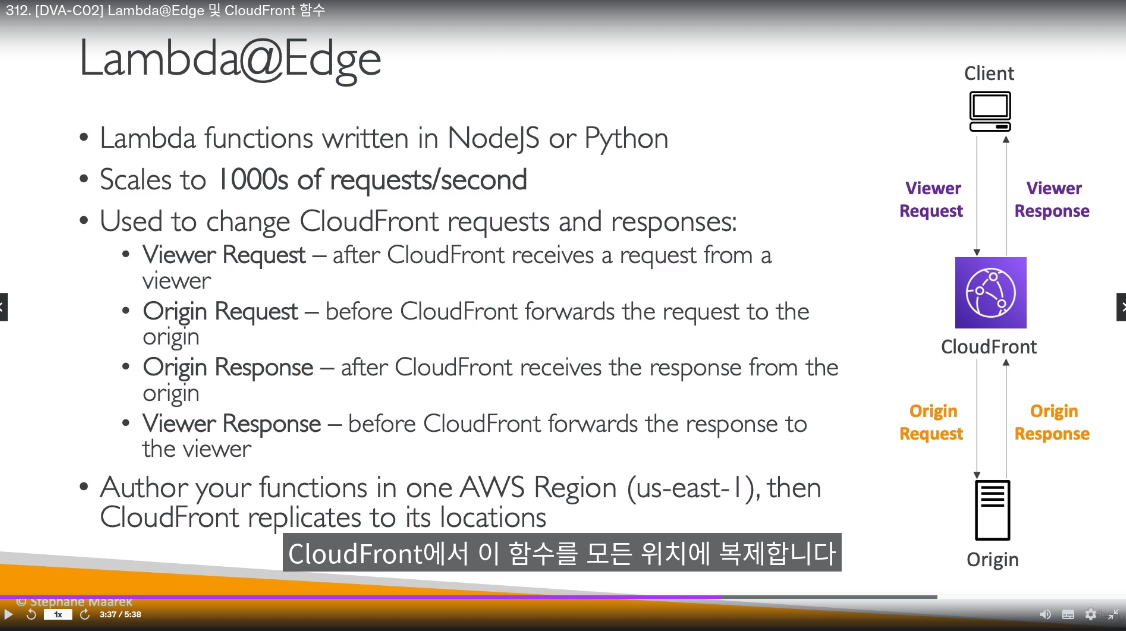 312. [DVA-C02] Lambda@Edge 및 CloudFront 함수
Lambda@Edge
• Lambda functions written in NodeJS or Python
• Scales to 1000s of requests/second
• Used to change CloudFront requests and responses:
• Viewer Request – after CloudFront receives a request from a
viewer
• Origin Request – before CloudFront forwards the request to the
origin
• Origin Response – after CloudFront receives the response from the
origin
• Viewer Response – before CloudFront forwards the response to
the viewer
• Author your functions in one AWS Region (us-east-1), then
CloudFront replicates to its locations
Client
Viewer
Request
Viewer
Response
CloudFront
Origin
Request
Origin
Response
Origin
CloudFront에서 이 함수를 모든 위치에 복제합니다
© Stephane Maarek
1x
3:37 / 5:38